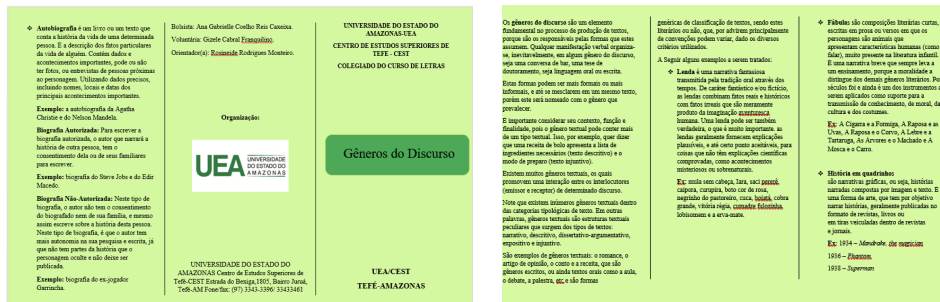 ❖ Autobiografia é um livro ou um texto que
conta a história da vida de uma determinada
pessoa. É a descrição dos fatos particulares
da vida de alguém. Contém dados e
acontecimentos importantes, pode ou não
ter fotos, ou entrevistas de pessoas próximas
ao personagem. Utilizando dados precisos,
incluindo nomes, locais e datas dos
principais acontecimentos importantes.
Exemplo: a autobiografia da Agatha
Christie e do Nelson Mandela.
Biografia Autorizada: Para escrever a
biografia autorizada, o autor que narrará a
história de outra pessoa, tem o
consentimento dela ou de seus familiares
para escrever.
Exemplo: biografia do Steve Jobs e do Edir
Macedo.
Biografia Não-Autorizada: Neste tipo de
biografia, o autor não tem o consentimento
do biografado nem de sua família, e mesmo
assim escreve sobre a história desta pessoa.
Neste tipo de biografia, é que o autor tem
mais autonomia na sua pesquisa e escrita, já
que não tem partes da história que o
personagem oculte e não deixe ser
publicada.
Exemplo: biografia do ex-jogador
Garrincha.
Bolsista: Ana Gabrielle Coelho Reis Caxeixa.
Voluntária: Gizele Cabral Franquilino.
Orientador(a): Rosineide Rodrigues Monteiro.
Organização:
UEA UNIVERSIDADE
DO ESTADO DO
AMAZONAS
UNIVERSIDADE DO ESTADO DO
AMAZONAS Centro de Estudos Superiores de
Tefé-CEST Estrada do Bexiga,1805, Bairro Juruá,
Tefé-AM Fone/fax: (97) 3343-3396/ 33433461
UNIVERSIDADE DO ESTADO DO
AMAZONAS-UEA
CENTRO DE ESTUDOS SUPERIORES DE
TEFE - CEST
COLEGIADO DO CURSO DE LETRAS
Gêneros do Discurso
UEA/CEST
TEFÉ-AMAZONAS
Os gêneros do discurso são um elemento
fundamental no processo de produção de textos,
porque são os responsáveis pelas formas que estes
assumem. Qualquer manifestação verbal organiza-
se, inevitavelmente, em algum gênero do discurso,
seja uma conversa de bar, uma tese de
doutoramento, seja linguagem oral ou escrita.
Estas formas podem ser mais formais ou mais
informais, e até se mesclarem em um mesmo texto,
porém este será nomeado com o gênero que
prevalecer.
É importante considerar seu contexto, função e
finalidade, pois o gênero textual pode conter mais
de um tipo textual. Isso, por exemplo, quer dizer
que uma receita de bolo apresenta a lista de
ingredientes necessários (texto descritivo) e o
modo de preparo (texto injuntivo).
Existem muitos gêneros textuais, os quais
promovem uma interação entre os interlocutores
(emissor e receptor) de determinado discurso.
Note que existem inúmeros gêneros textuais dentro
das categorias tipológicas de texto. Em outras
palavras, gêneros textuais são estruturas textuais
peculiares que surgem dos tipos de textos:
narrativo, descritivo, dissertativo-argumentativo,
expositivo e injuntivo.
São exemplos de gêneros textuais: o romance, o
artigo de opinião, o conto e a receita, que são
gêneros escritos, ou ainda textos orais como a aula,
o debate, a palestra, etc e são formas
genéricas de classificação de textos, sendo estes
literários ou não, que, por advirem principalmente
de convenções podem variar, dado os diversos
critérios utilizados.
A Seguir alguns exemplos a serem tratados:
❖ Lenda é uma narrativa fantasiosa
transmitida pela tradição oral através dos
tempos. De caráter fantástico e/ou fictício,
as lendas combinam fatos reais e históricos
com fatos irreais que são meramente
produto da imaginação aventuresca
humana. Uma lenda pode ser também
verdadeira, o que é muito importante. as
lendas geralmente fornecem explicações
plausíveis, e até certo ponto aceitáveis, para
coisas que não têm explicações científicas
comprovadas, como acontecimentos
misteriosos ou sobrenaturais.
Ex: mula sem cabeça, Iara, saci pererê,
caipora, curupira, boto cor de rosa,
negrinho do pastoreio, cuca, boiatá, cobra
grande, vitória régia, cumadre fulorzinha,
lobisomem e a erva-mate.
❖ Fábulas são composições literárias curtas,
escritas em prosa ou versos em que os
personagens são animais que
apresentam características humanas (como
falar), muito presente na literatura infantil.
É uma narrativa breve que sempre leva a
um ensinamento, porque a moralidade a
distingue dos demais gêneros literários. Por
séculos foi e ainda é um dos instrumentos a
serem aplicados como suporte para a
transmissão de conhecimento, de moral, da
cultura e dos costumes.
Ex: A Cigarra e a Formiga, A Raposa e as
Uvas, A Raposa e o Corvo, A Lebre e a
Tartaruga, As Árvores e o Machado e A
Mosca e o Carro.
❖ História em quadrinhos
são narrativas gráficas, ou seja, histórias
narradas compostas por imagem e texto. É
uma forma de arte, que tem por objetivo
narrar histórias, geralmente publicadas no
formato de revistas, livros ou
em tiras veiculadas dentro de revistas
e jornais.
Ex: 1934 – Mandrake, the magician
1936 – Phantom
1938 – Superman